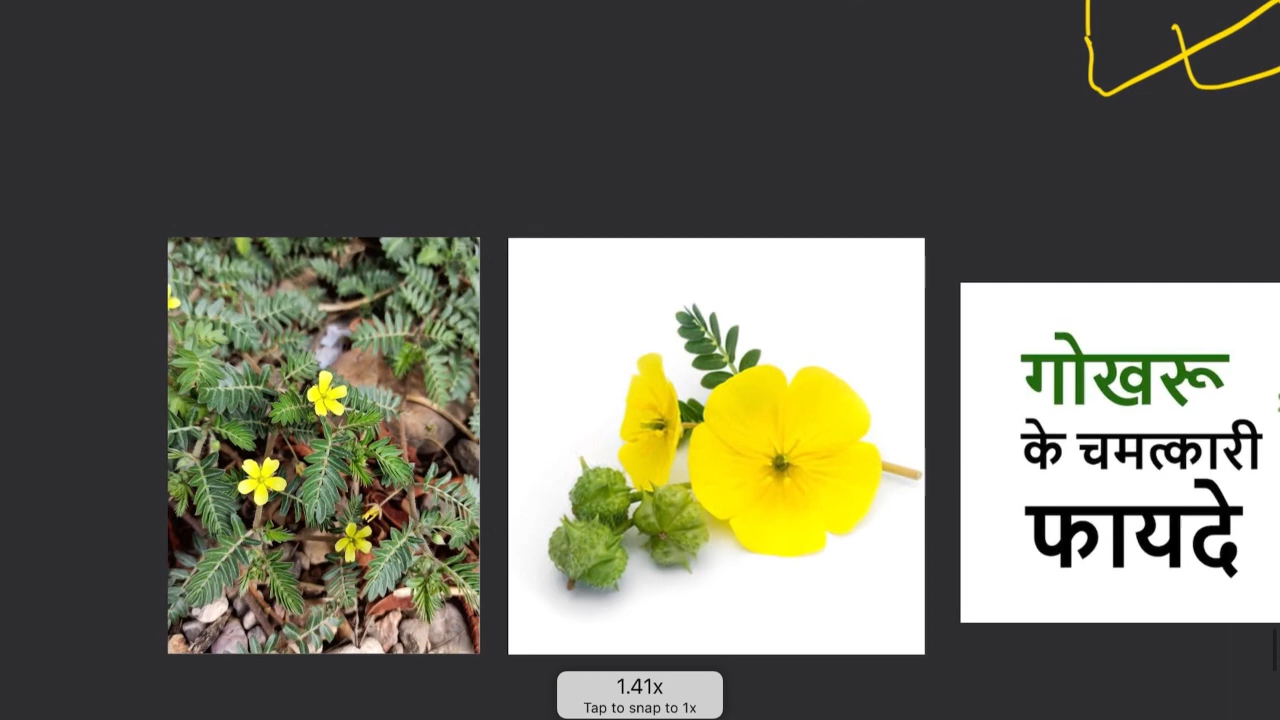 गोखरू
के चमत्कारी
फायदे
1.41x
Tap to snap to 1x